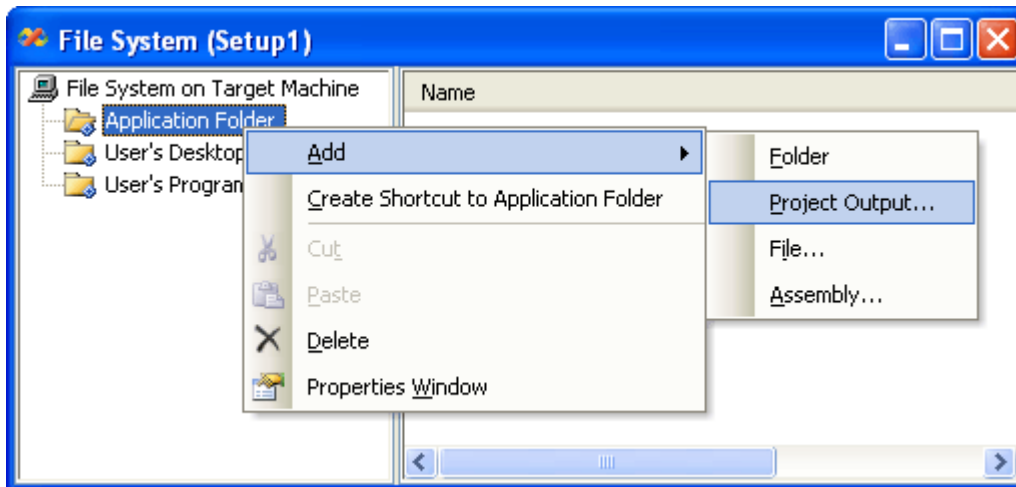 File System (Setup1)
File System on Target Machine
Name
Application Folder
User's Desktop
User's Program
Add
Create Shortcut to Application Folder
Cut
Paste
Delete
Properties Window
Folder
Project Output...
File...
Assembly...